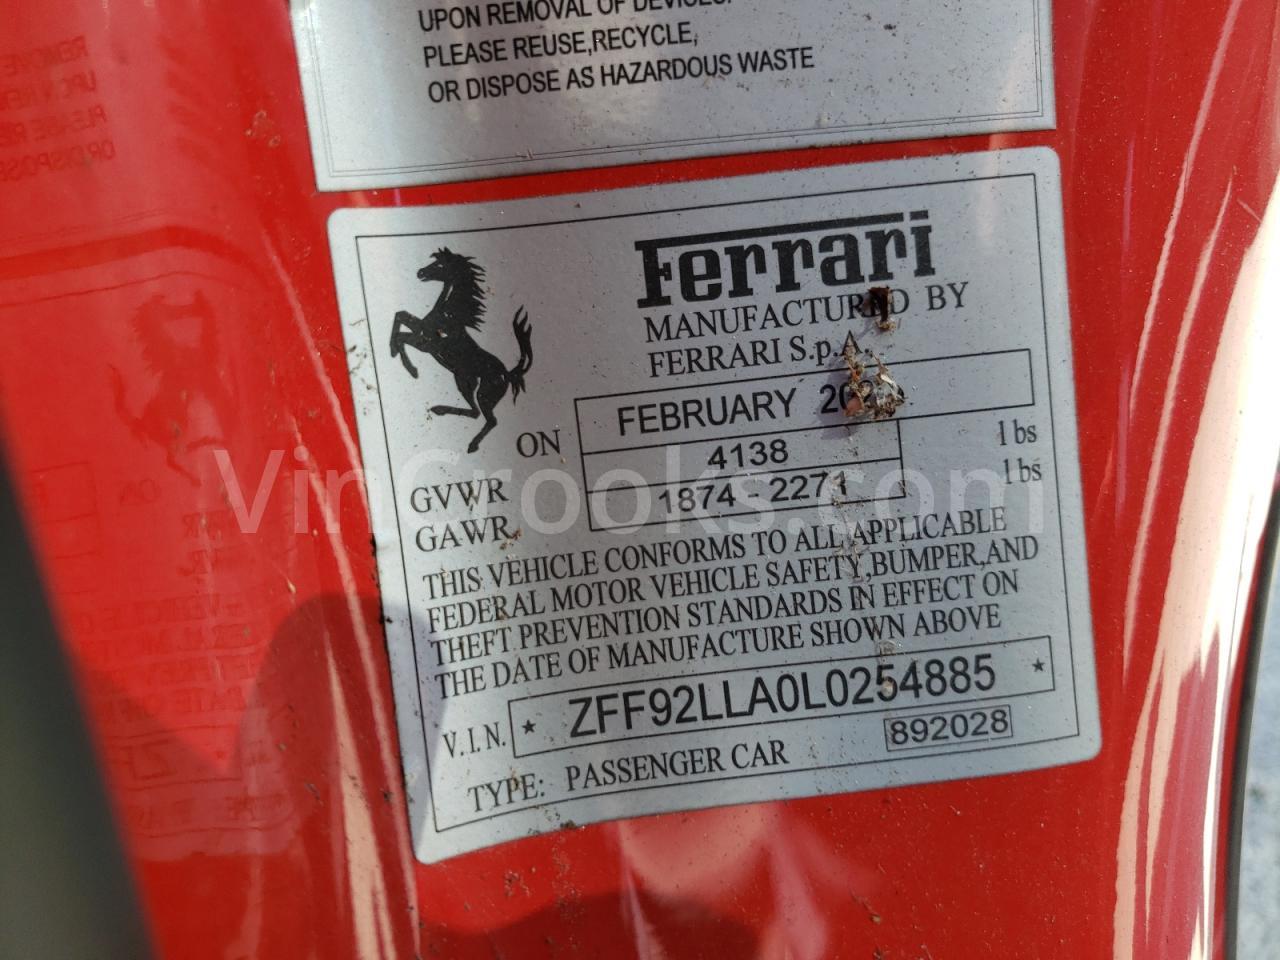 UPON REMOVAL OF DEVICES.
PLEASE REUSE,RECYCLE,
OR DISPOSE AS HAZARDOUS WASTE
Ferrari
MANUFACTURED BY
FERRARI S.p.A.
ON FEBRUARY
GVWR 4138 lbs
GAWR 1874 - 2271 lbs
THIS VEHICLE CONFORMS TO ALL APPLICABLE
FEDERAL MOTOR VEHICLE SAFETY,BUMPER,AND
THEFT PREVENTION STANDARDS IN EFFECT ON
THE DATE OF MANUFACTURE SHOWN ABOVE
V.I.N. * ZFF92LLA0L0254885 *
TYPE: PASSENGER CAR 892028
VinCrooks.com